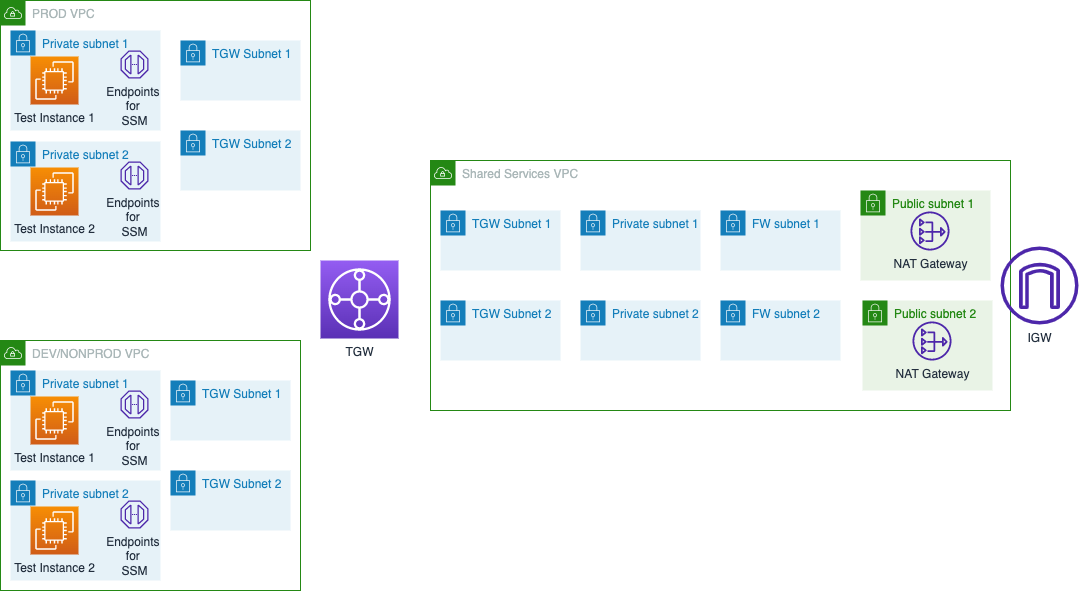 PROD VPC
Private subnet 1
Test Instance 1
Endpoints
for
SSM
TGW Subnet 1
Private subnet 2
Test Instance 2
Endpoints
for
SSM
TGW Subnet 2
TGW
DEV/NONPROD VPC
Private subnet 1
Test Instance 1
Endpoints
for
SSM
TGW Subnet 1
Private subnet 2
Test Instance 2
Endpoints
for
SSM
TGW Subnet 2
Shared Services VPC
TGW Subnet 1
Private subnet 1
FW subnet 1
Public subnet 1
NAT Gateway
TGW Subnet 2
Private subnet 2
FW subnet 2
Public subnet 2
NAT Gateway
IGW